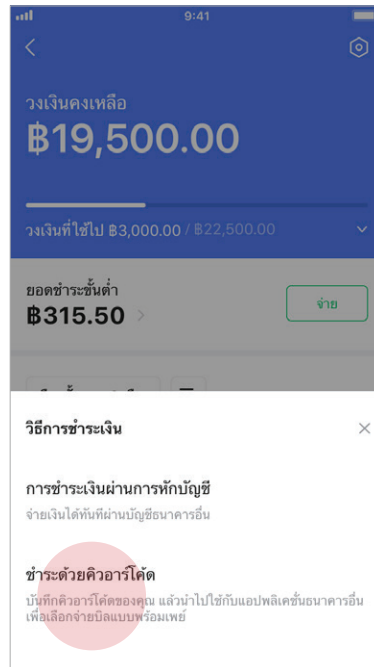 9:41
วงเงินคงเหลือ
฿19,500.00
วงเงินที่ใช้ไป ฿3,000.00 / ฿22,500.00
ยอดชำระขั้นต่ำ
฿315.50
จ่าย
วิธีการชำระเงิน
การชำระเงินผ่านการหักบัญชี
จ่ายเงินได้ทันทีผ่านบัญชีธนาคารอื่น
ชำระด้วยคิวอาร์โค้ด
บันทึกคิวอาร์โค้ดของคุณ แล้วนำไปใช้กับแอปพลิเคชั่นธนาคารอื่น
เพื่อเลือกจ่ายบิลแบบพร้อมเพย์